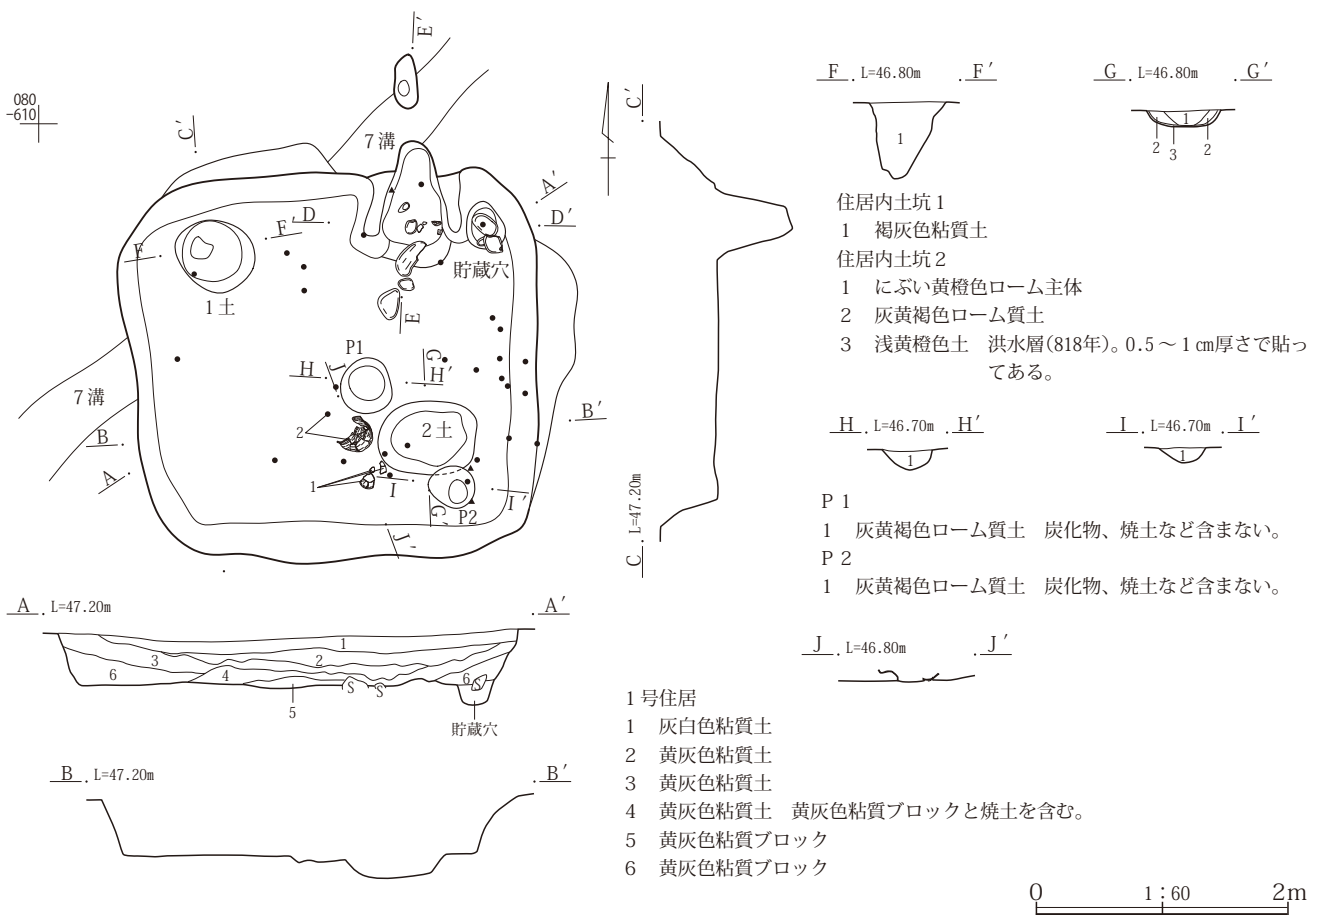 080
-610
E′
C′
7溝
A′
D
D′
F
F′
貯蔵穴
1土
E
P1
G
H
J
H′
7溝
B′
2
2土
B
A
1
I
I′
G′
P2
J′
C′
C L=47.20m
A L=47.20m A′
1
3
2
6
4
6
S
S
S
5
貯蔵穴
B L=47.20m B′
F L=46.80m F′
1
G L=46.80m G′
1
2
3
2
住居内土坑1
1 褐灰色粘質土
住居内土坑2
1 にぶい黄橙色ローム主体
2 灰黄褐色ローム質土
3 浅黄橙色土 洪水層(818年)。0.5～1㎝厚さで貼っ
てある。
H L=46.70m H′
1
I L=46.70m I′
1
P1
1 灰黄褐色ローム質土 炭化物、焼土など含まない。
P2
1 灰黄褐色ローム質土 炭化物、焼土など含まない。
J L=46.80m J′
1号住居
1 灰白色粘質土
2 黄灰色粘質土
3 黄灰色粘質土
4 黄灰色粘質土 黄灰色粘質ブロックと焼土を含む。
5 黄灰色粘質ブロック
6 黄灰色粘質ブロック
0 1:60 2m